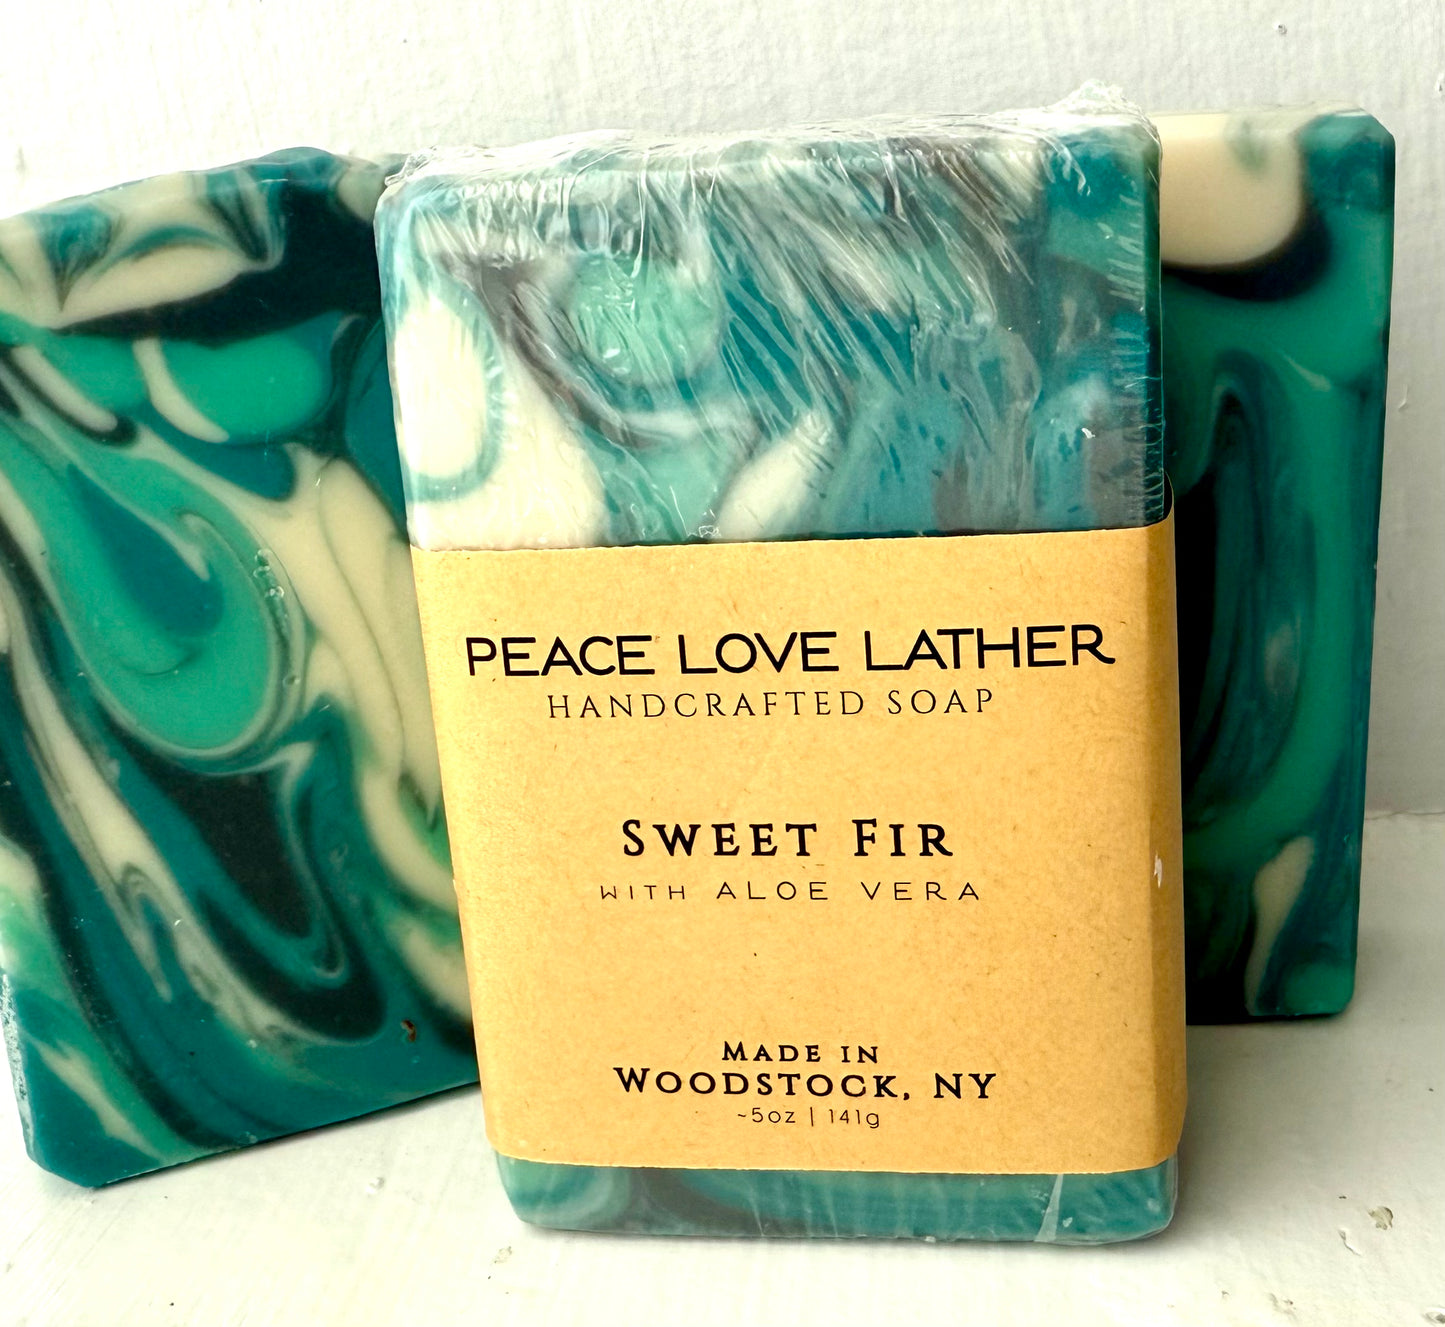 PEACE LOVE LATHER
HANDCRAFTED SOAP
SWEET FIR
WITH ALOE VERA
MADE IN
WOODSTOCK, NY
~5oz | 141g